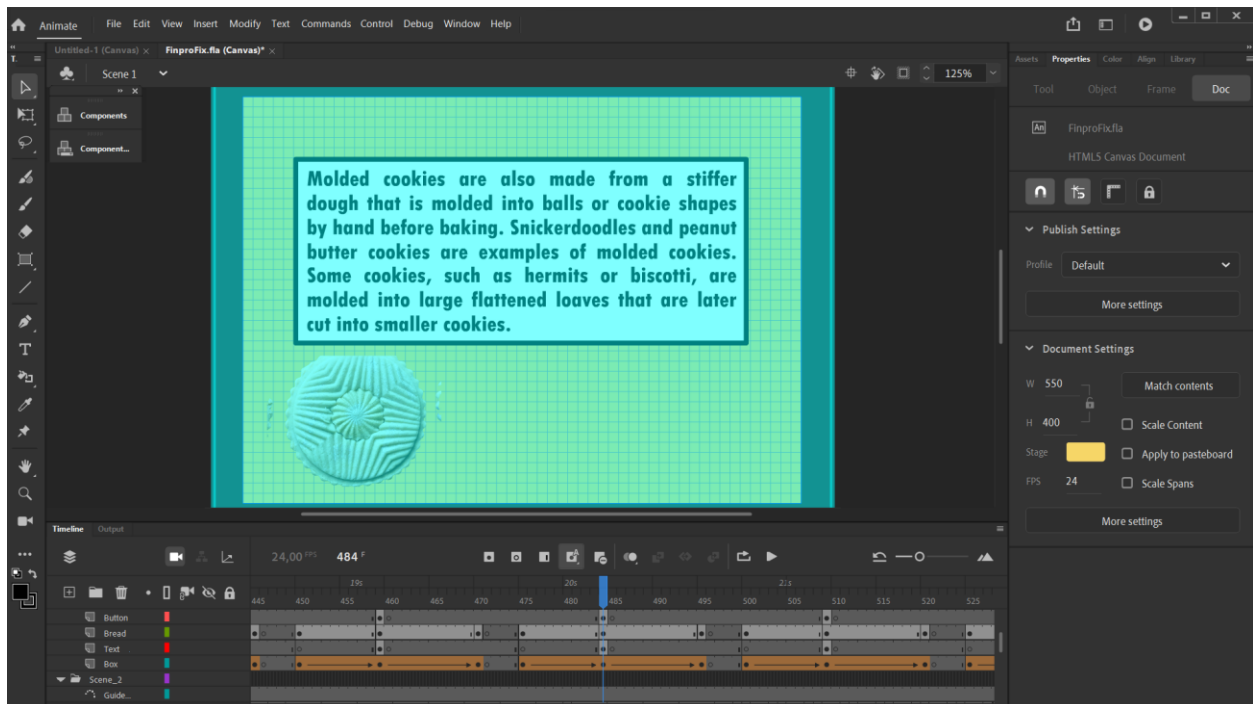 Animate File Edit View Insert Modify Text Commands Control Debug Window Help
Untitled-1 (Canvas) × FinproFix.fla (Canvas)* ×
T.
Scene 1
125%
Components
Component...
Molded cookies are also made from a stiffer
dough that is molded into balls or cookie shapes
by hand before baking. Snickerdoodles and peanut
butter cookies are examples of molded cookies.
Some cookies, such as hermits or biscotti, are
molded into large flattened loaves that are later
cut into smaller cookies.
Assets Properties Color Align Library
Tool Object Frame Doc
An FinproFix.fla
HTML5 Canvas Document
Publish Settings
Profile Default
More settings
Document Settings
W 550 Match contents
H 400 Scale Content
Stage Apply to pasteboard
FPS 24 Scale Spans
More settings
Timeline Output
24,00 FPS 484 F
19s 20s 21s
445 450 455 460 465 470 475 480 485 490 495 500 505 510 515 520 525
Button
Bread
Text
Box
Scene_2
Guide...